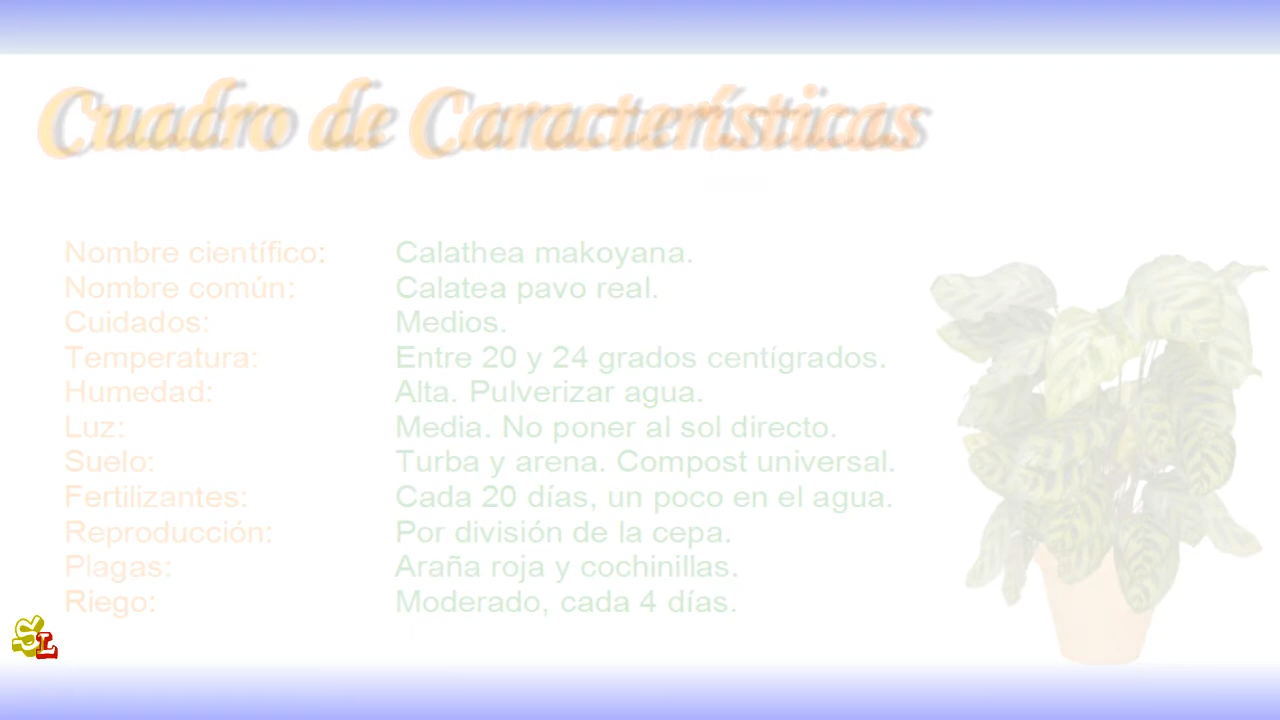 Cuadro de Características
Nombre científico: Calathea makoyana.
Nombre común: Calatea pavo real.
Cuidados: Medios.
Temperatura: Entre 20 y 24 grados centígrados.
Humedad: Alta. Pulverizar agua.
Luz: Media. No poner al sol directo.
Suelo: Turba y arena. Compost universal.
Fertilizantes: Cada 20 días, un poco en el agua.
Reproducción: Por división de la cepa.
Plagas: Araña roja y cochinillas.
Riego: Moderado, cada 4 días.
SL